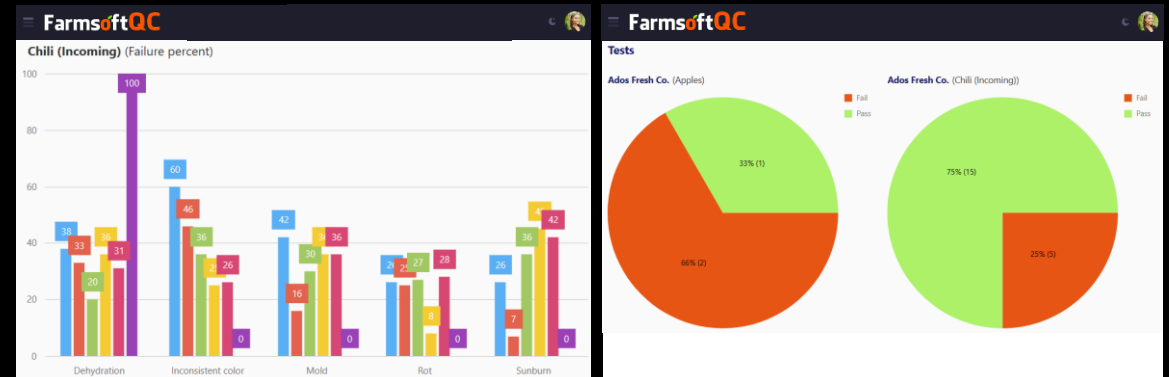 FarmsoftQC
Chili (Incoming) (Failure percent)
100
80
60
40
20
0
38
33
20
36
31
100
60
46
36
26
0
42
16
30
36
0
26
27
8
28
0
26
7
36
42
0
Dehydration
Inconsistent color
Mold
Rot
Sunburn
FarmsoftQC
Tests
Ados Fresh Co. (Apples)
Fail
Pass
33% (1)
66% (2)
Ados Fresh Co. (Chili (Incoming))
Fail
Pass
75% (15)
25% (5)